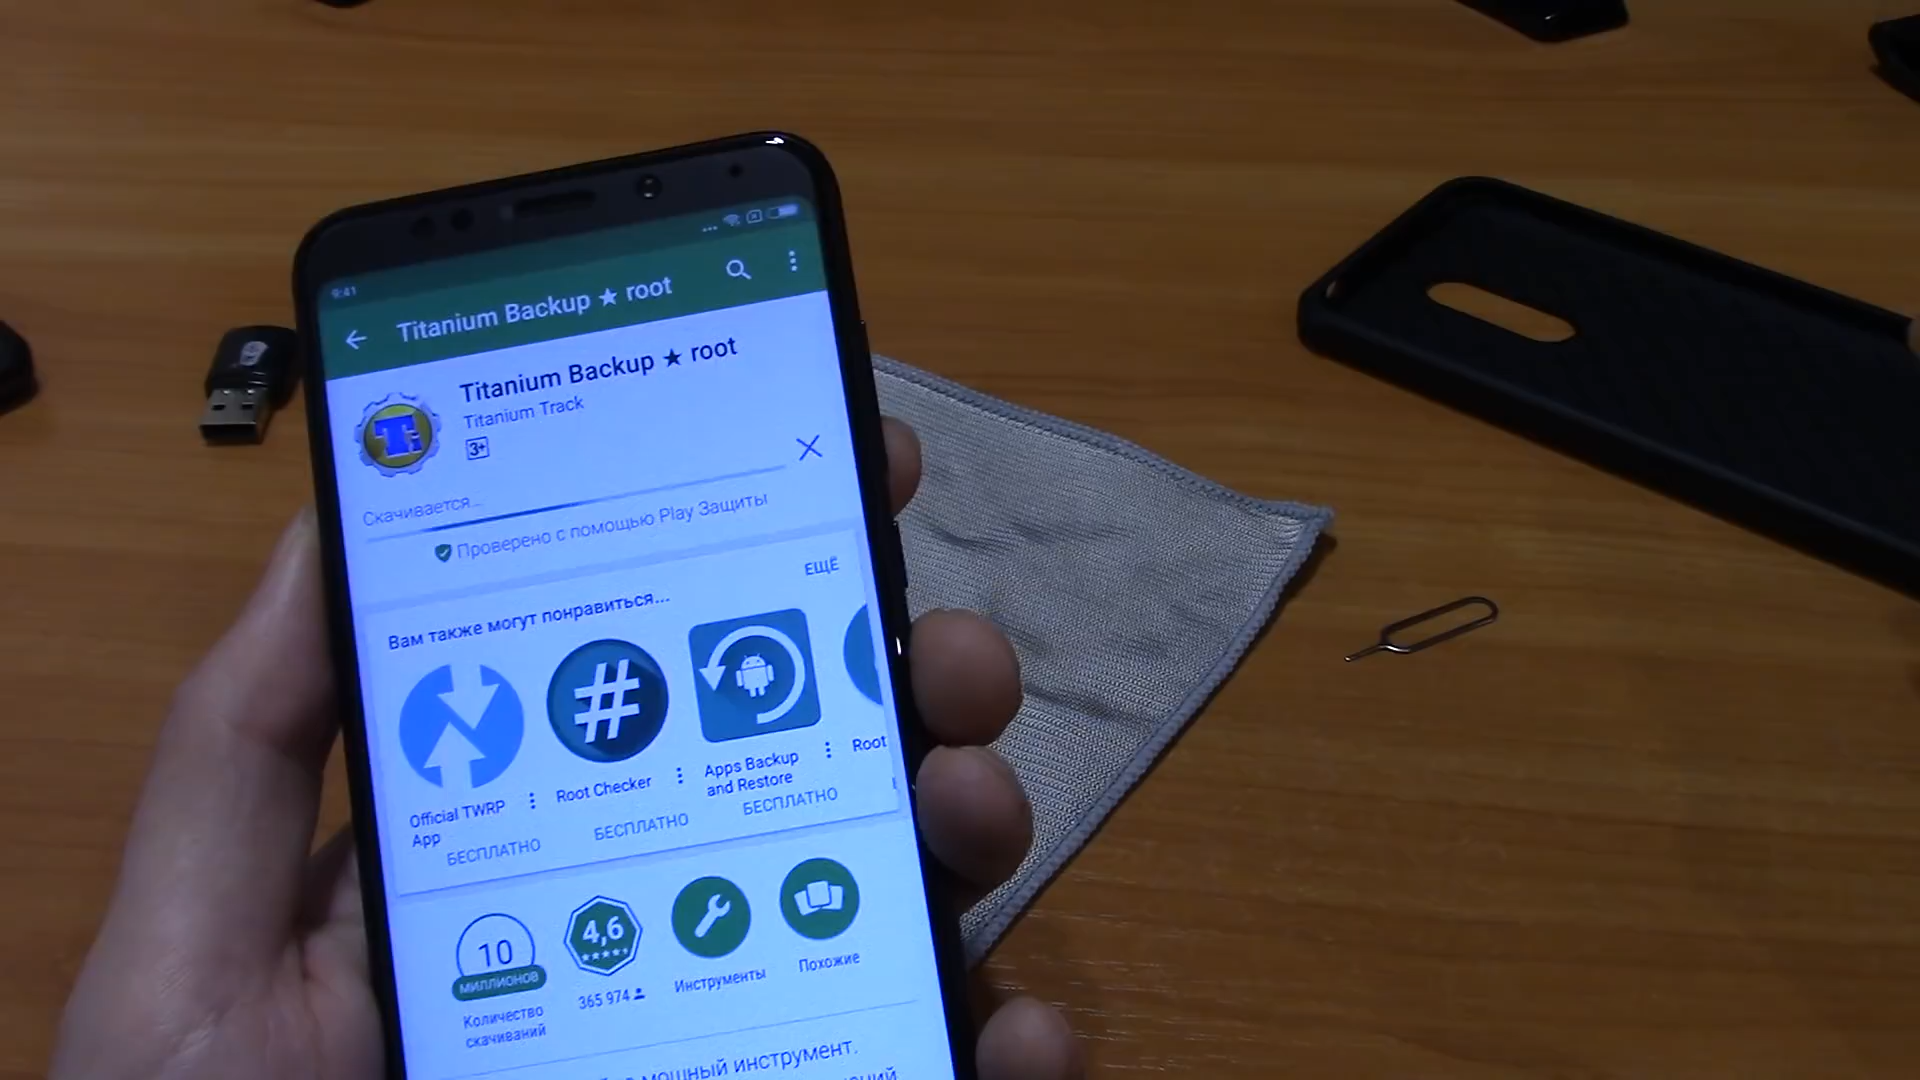 9:41
Titanium Backup ★ root
Titanium Backup ★ root
Titanium Track
3+
Скачивается...
Проверено с помощью Play Защиты
Вам также могут понравиться...
ЕЩЁ
Official TWRP
App
БЕСПЛАТНО
Root Checker
БЕСПЛАТНО
Apps Backup
and Restore
БЕСПЛАТНО
Root
10
МИЛЛИОНОВ
Количество
скачиваний
4,6
365 974
Инструменты
Похожие
мощный инструмент.